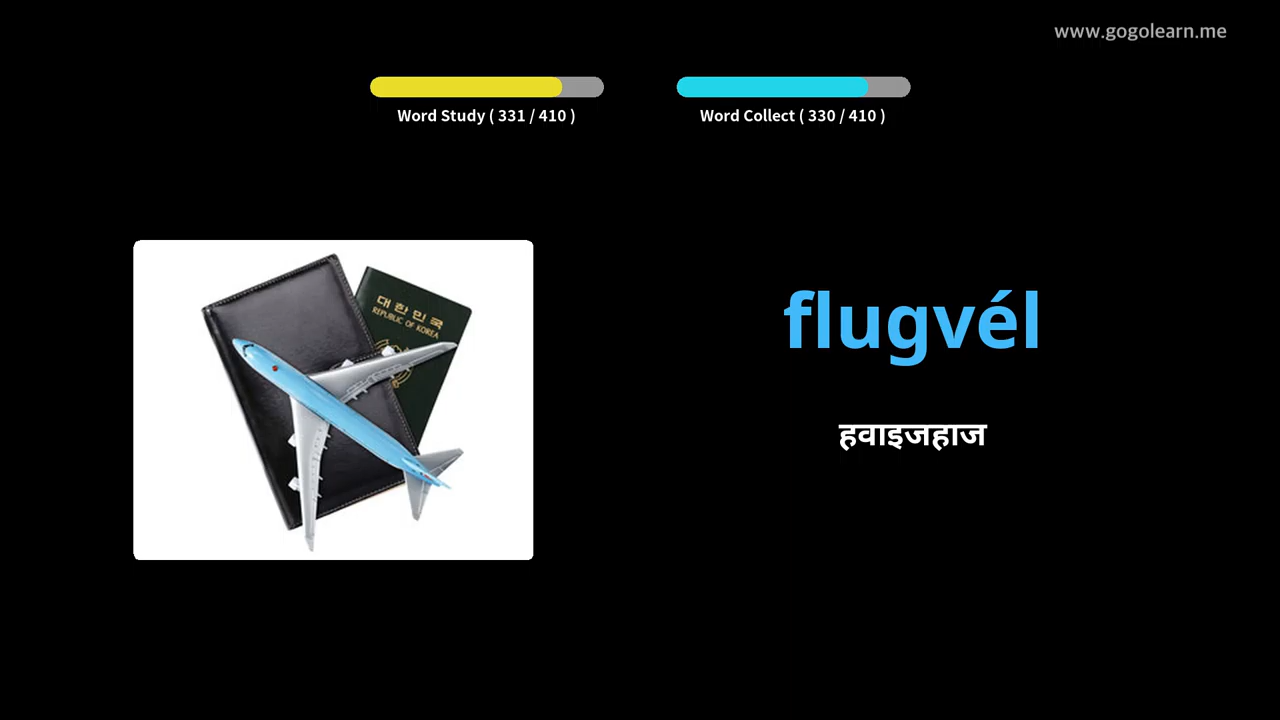 www.gogolearn.me
Word Study ( 331 / 410 )
Word Collect ( 330 / 410 )
대한민국
REPUBLIC OF KOREA
flugvél
हवाइजहाज